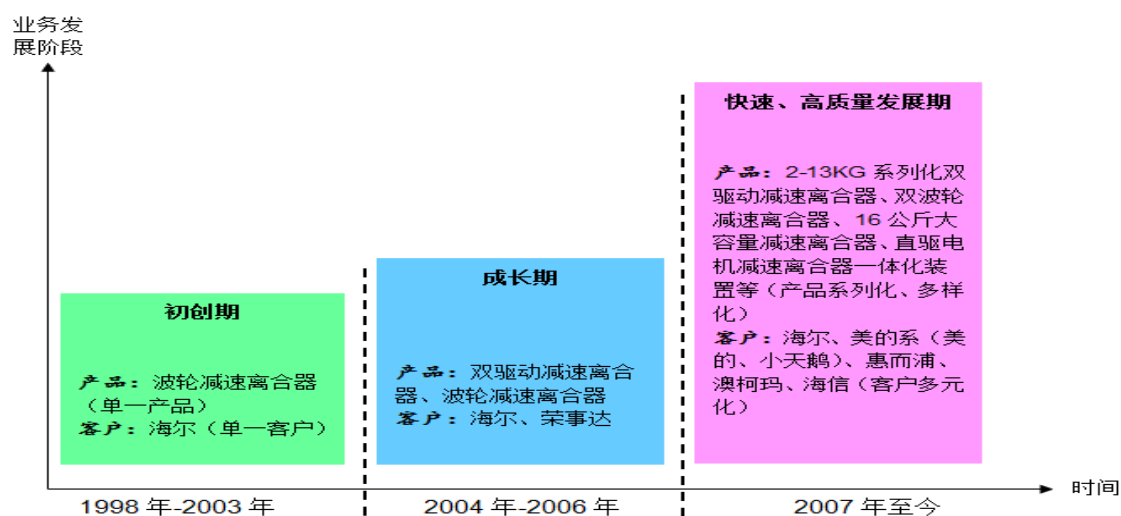 业务发
展阶段
初创期
产品：波轮减速离合器
（单一产品）
客户：海尔（单一客户）
成长期
产品：双驱动减速离合
器、波轮减速离合器
客户：海尔、荣事达
快速、高质量发展期
产品：2-13KG 系列化双
驱动减速离合器、双波轮
减速离合器、16 公斤大
容量减速离合器、直驱电
机减速离合器一体化装
置等（产品系列化、多样
化）
客户：海尔、美的系（美
的、小天鹅）、惠而浦、
澳柯玛、海信（客户多元
化）
时间
1998 年-2003 年
2004 年-2006 年
2007 年至今